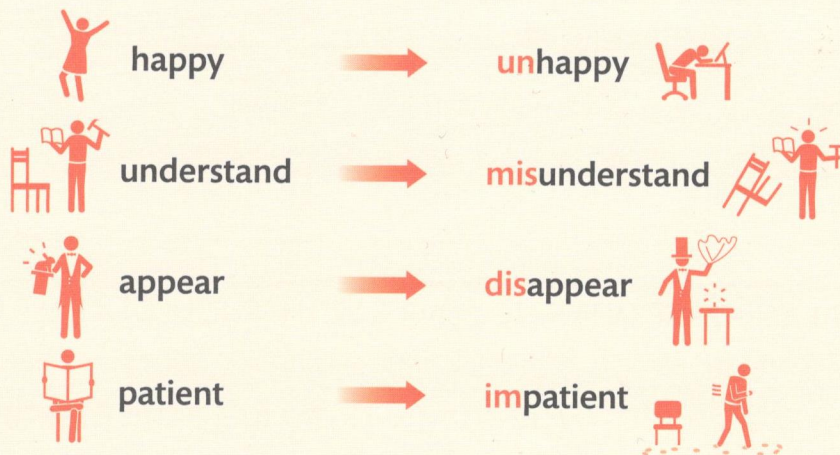 happy unhappy
understand misunderstand
appear disappear
patient impatient